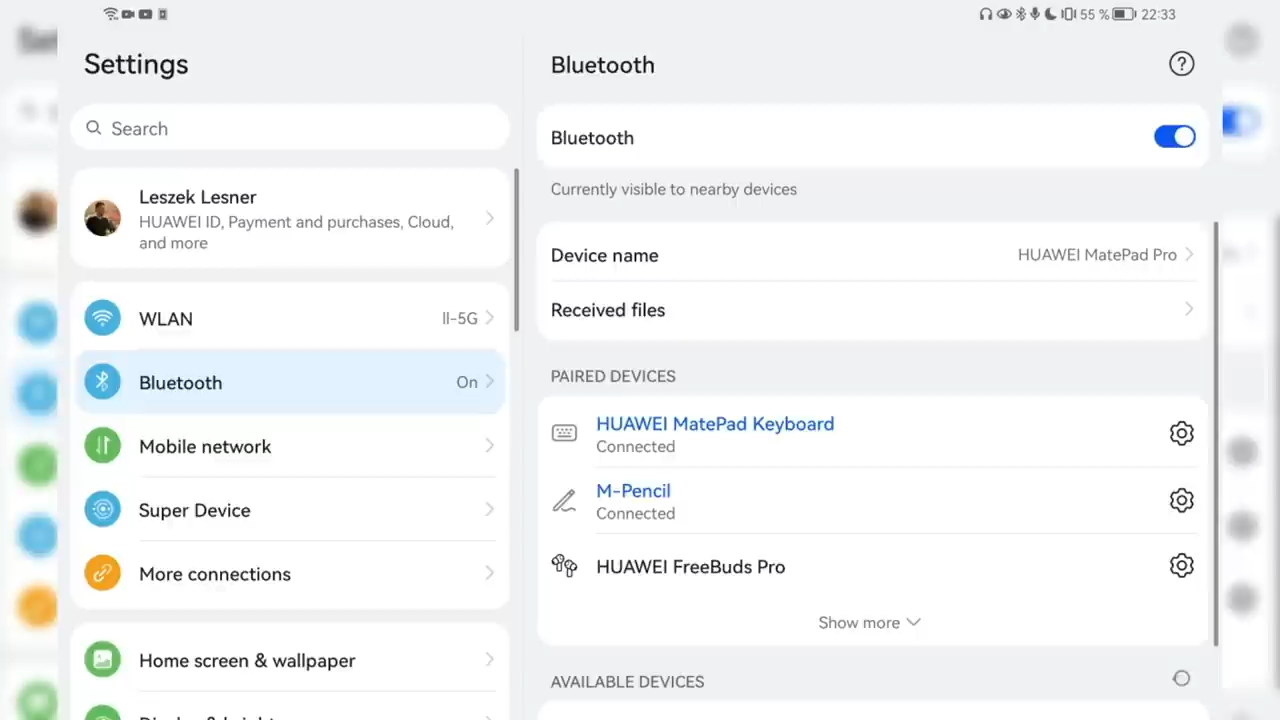 55 % 22:33
Settings
Search
Leszek Lesner
HUAWEI ID, Payment and purchases, Cloud,
and more
WLAN
ll-5G
Bluetooth
On
Mobile network
Super Device
More connections
Home screen & wallpaper
Bluetooth
Bluetooth
Currently visible to nearby devices
Device name
HUAWEI MatePad Pro
Received files
PAIRED DEVICES
HUAWEI MatePad Keyboard
Connected
M-Pencil
Connected
HUAWEI FreeBuds Pro
Show more
AVAILABLE DEVICES